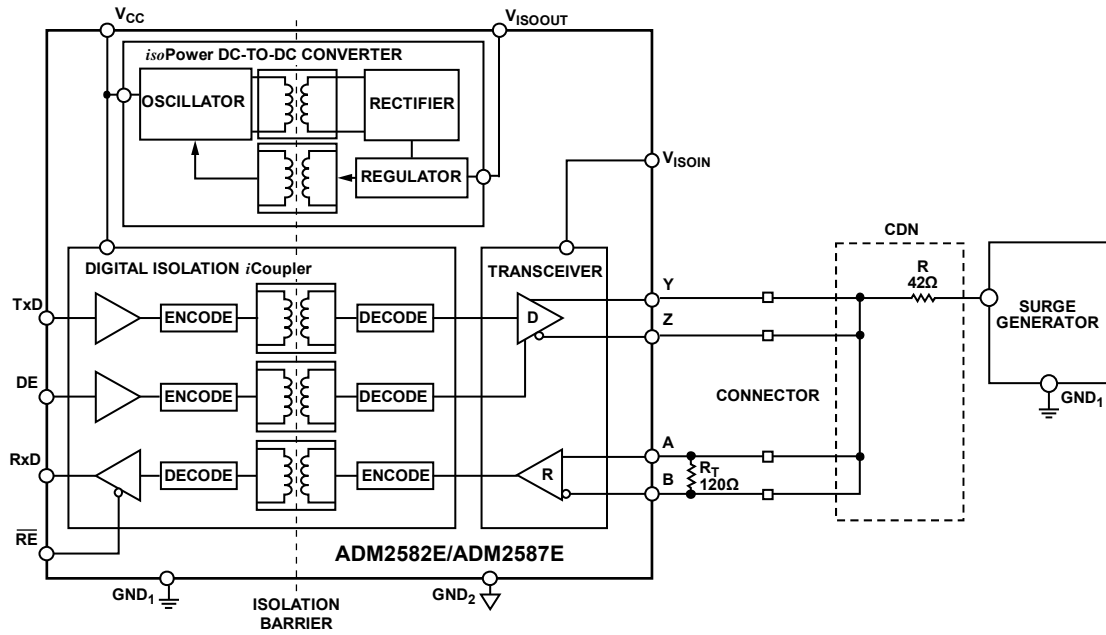 VCC
VISOOUT
isoPower DC-TO-DC CONVERTER
OSCILLATOR
RECTIFIER
REGULATOR
VISOIN
CDN
R
42Ω
SURGE
GENERATOR
GND1
DIGITAL ISOLATION iCoupler
TRANSCEIVER
TxD
ENCODE
DECODE
D
Y
Z
DE
ENCODE
DECODE
CONNECTOR
RxD
DECODE
ENCODE
R
A
B
RT
120Ω
RE
ADM2582E/ADM2587E
GND1
GND2
ISOLATION
BARRIER